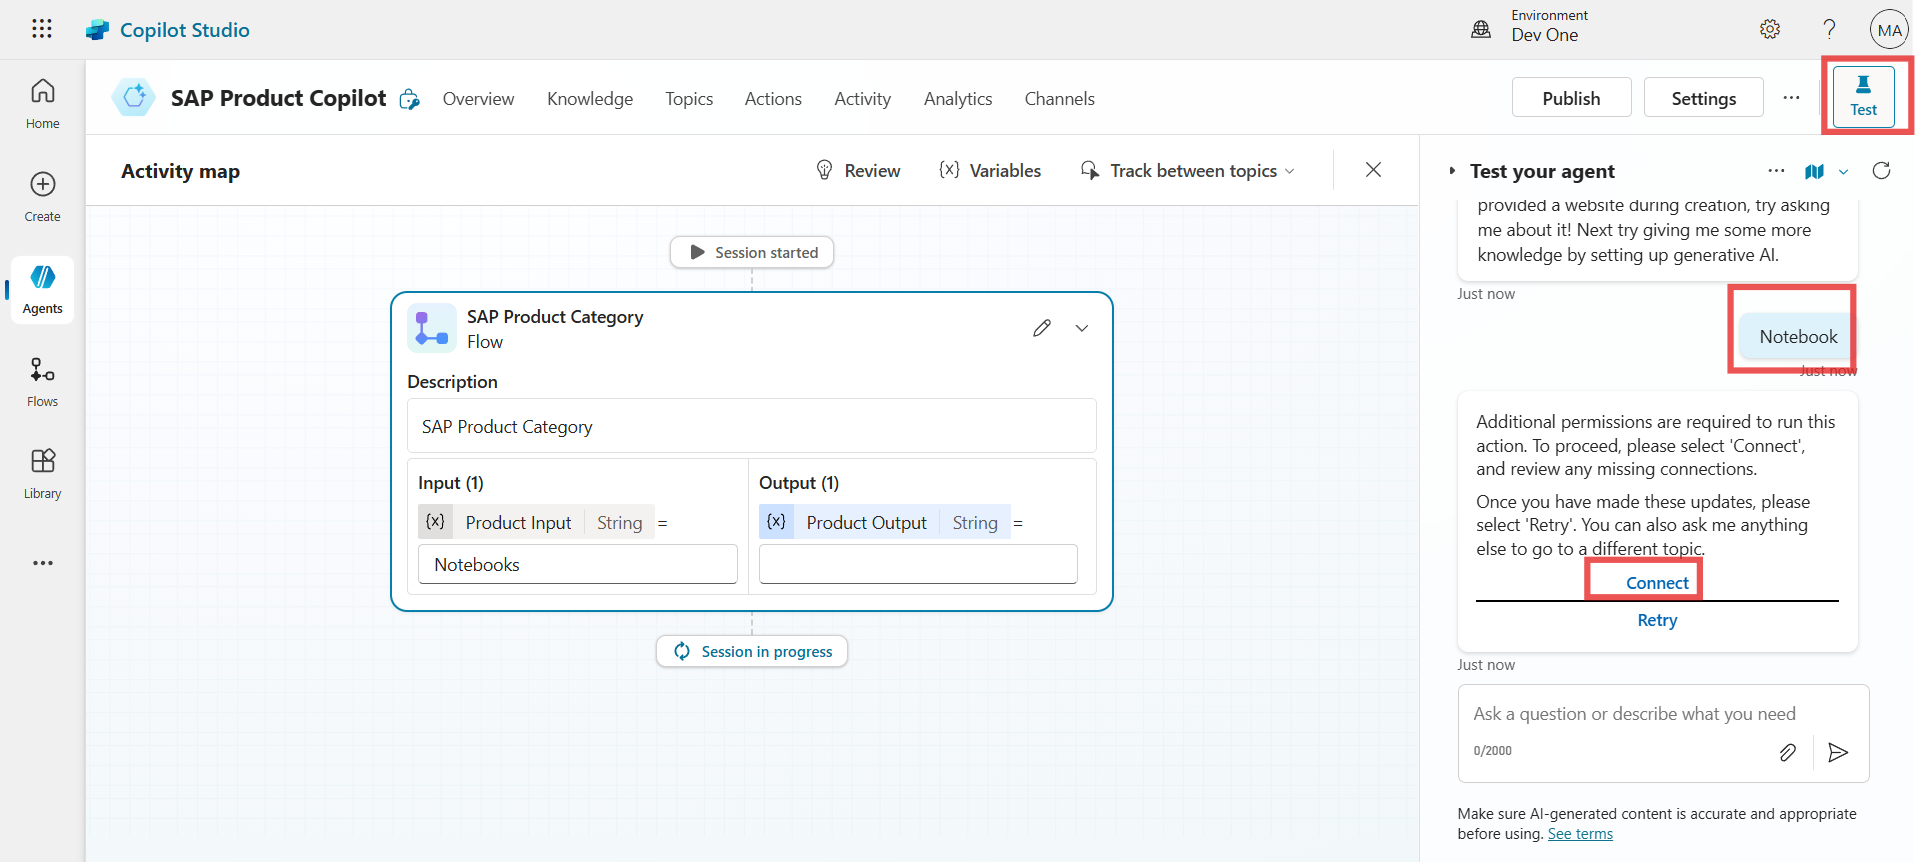 Copilot Studio
Environment
Dev One
MA
Home
Create
Agents
Flows
Library
SAP Product Copilot
Overview
Knowledge
Topics
Actions
Activity
Analytics
Channels
Publish
Settings
Test
Activity map
Review
{x} Variables
Track between topics
Session started
SAP Product Category
Flow
Description
SAP Product Category
Input (1)
{x} Product Input String =
Notebooks
Output (1)
{x} Product Output String =
Session in progress
Test your agent
provided a website during creation, try asking
me about it! Next try giving me some more
knowledge by setting up generative AI.
Just now
Notebook
Just now
Additional permissions are required to run this
action. To proceed, please select 'Connect',
and review any missing connections.
Once you have made these updates, please
select 'Retry'. You can also ask me anything
else to go to a different topic.
Connect
Retry
Just now
Ask a question or describe what you need
0/2000
Make sure AI-generated content is accurate and appropriate
before using. See terms